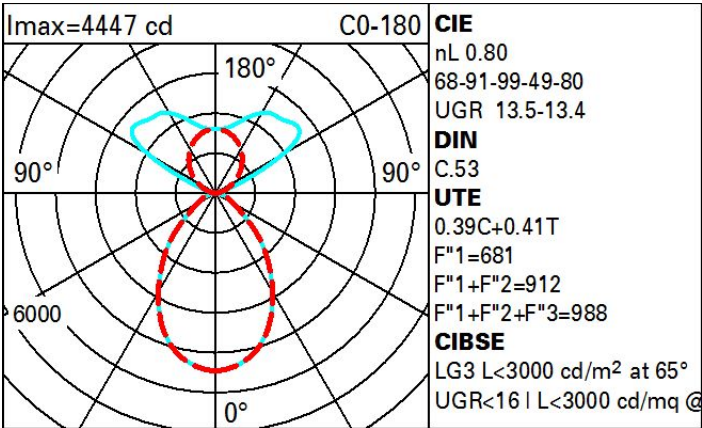 Imax=4447 cd C0-180
180°
90° 90°
6000
0°
CIE
nL 0.80
68-91-99-49-80
UGR 13.5-13.4
DIN
C.53
UTE
0.39C+0.41T
F"1=681
F"1+F"2=912
F"1+F"2+F"3=988
CIBSE
LG3 L<3000 cd/m² at 65°
UGR<16 | L<3000 cd/mq @